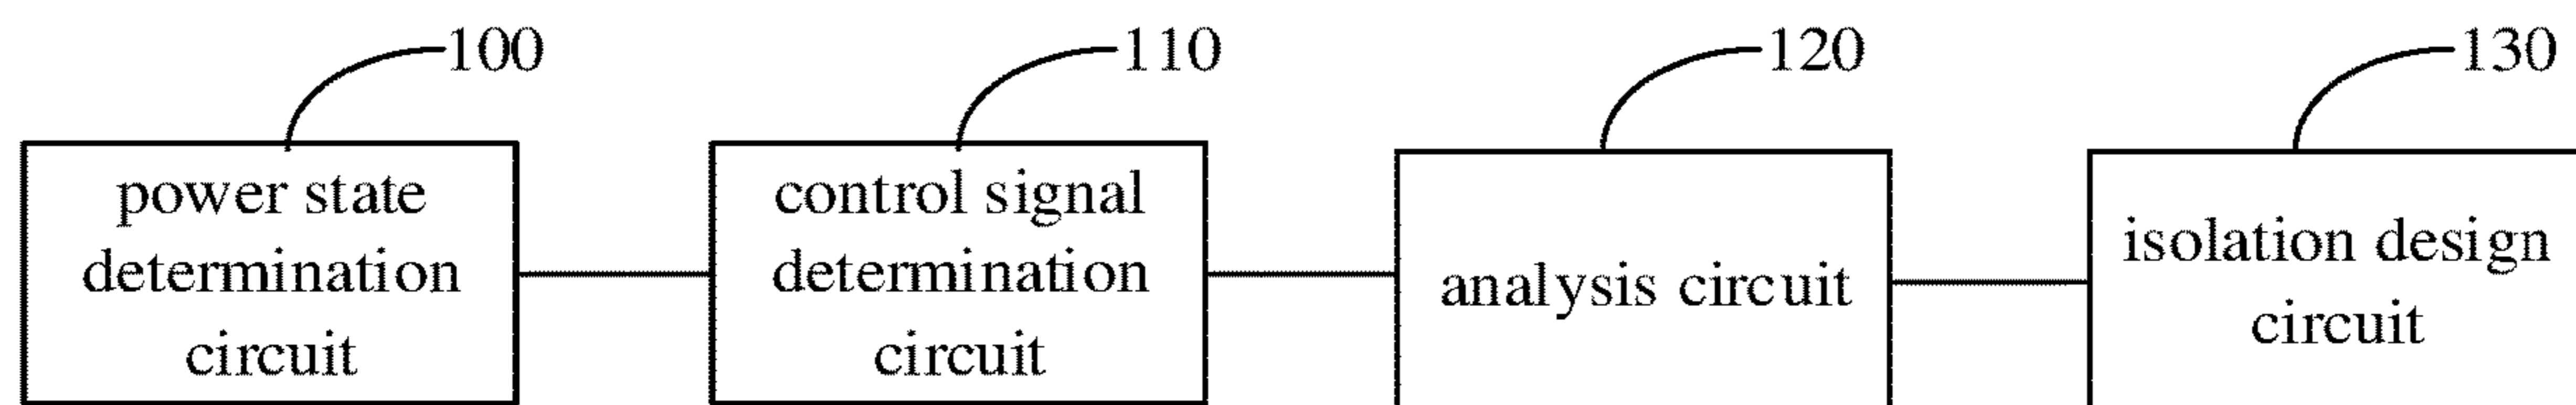 100
110
120
130
power state
determination
circuit
control signal
determination
circuit
analysis circuit
isolation design
circuit